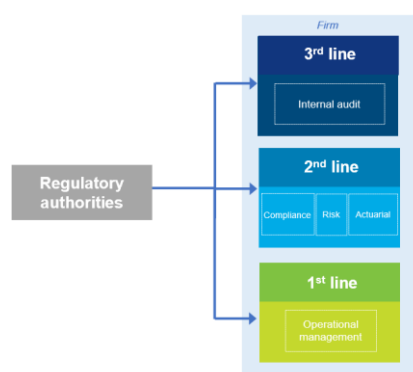 Firm
3rd line
Internal audit
Regulatory
authorities
2nd line
Compliance Risk Actuarial
1st line
Operational
management